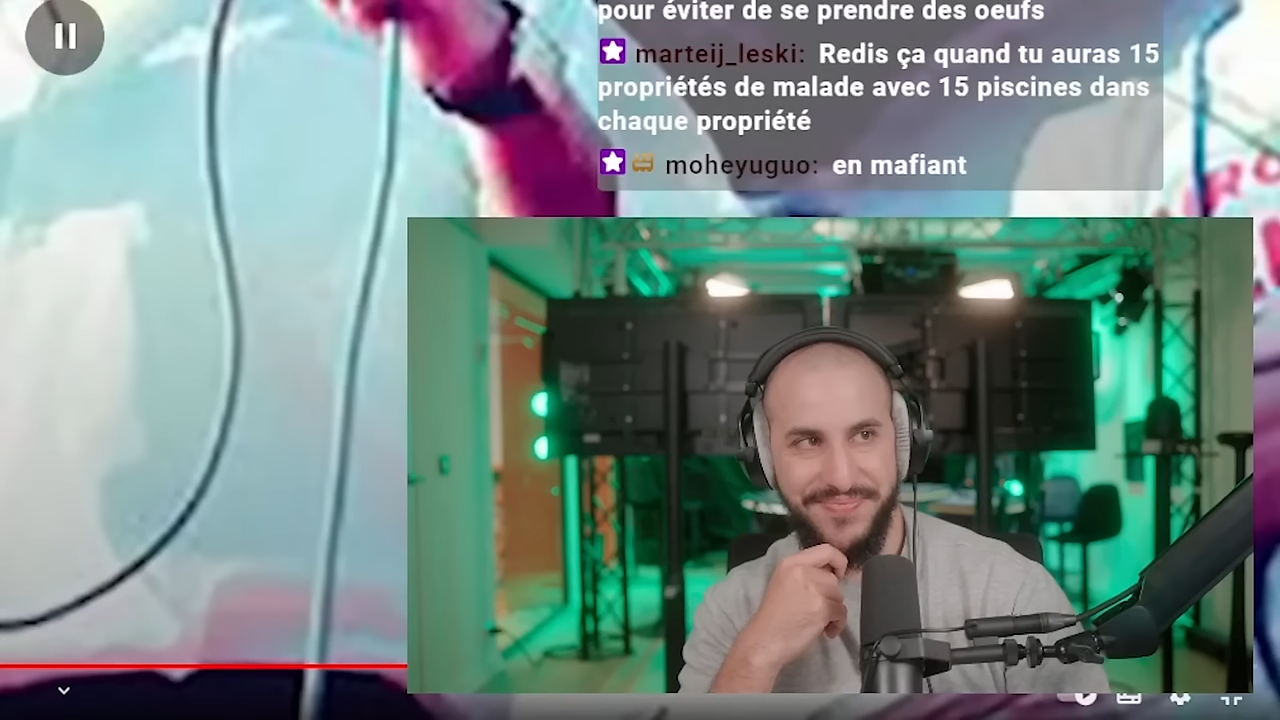 pour éviter de se prendre des oeufs
marteij_leski: Redis ça quand tu auras 15
propriétés de malade avec 15 piscines dans
chaque propriété
moheyuguo: en mafiant